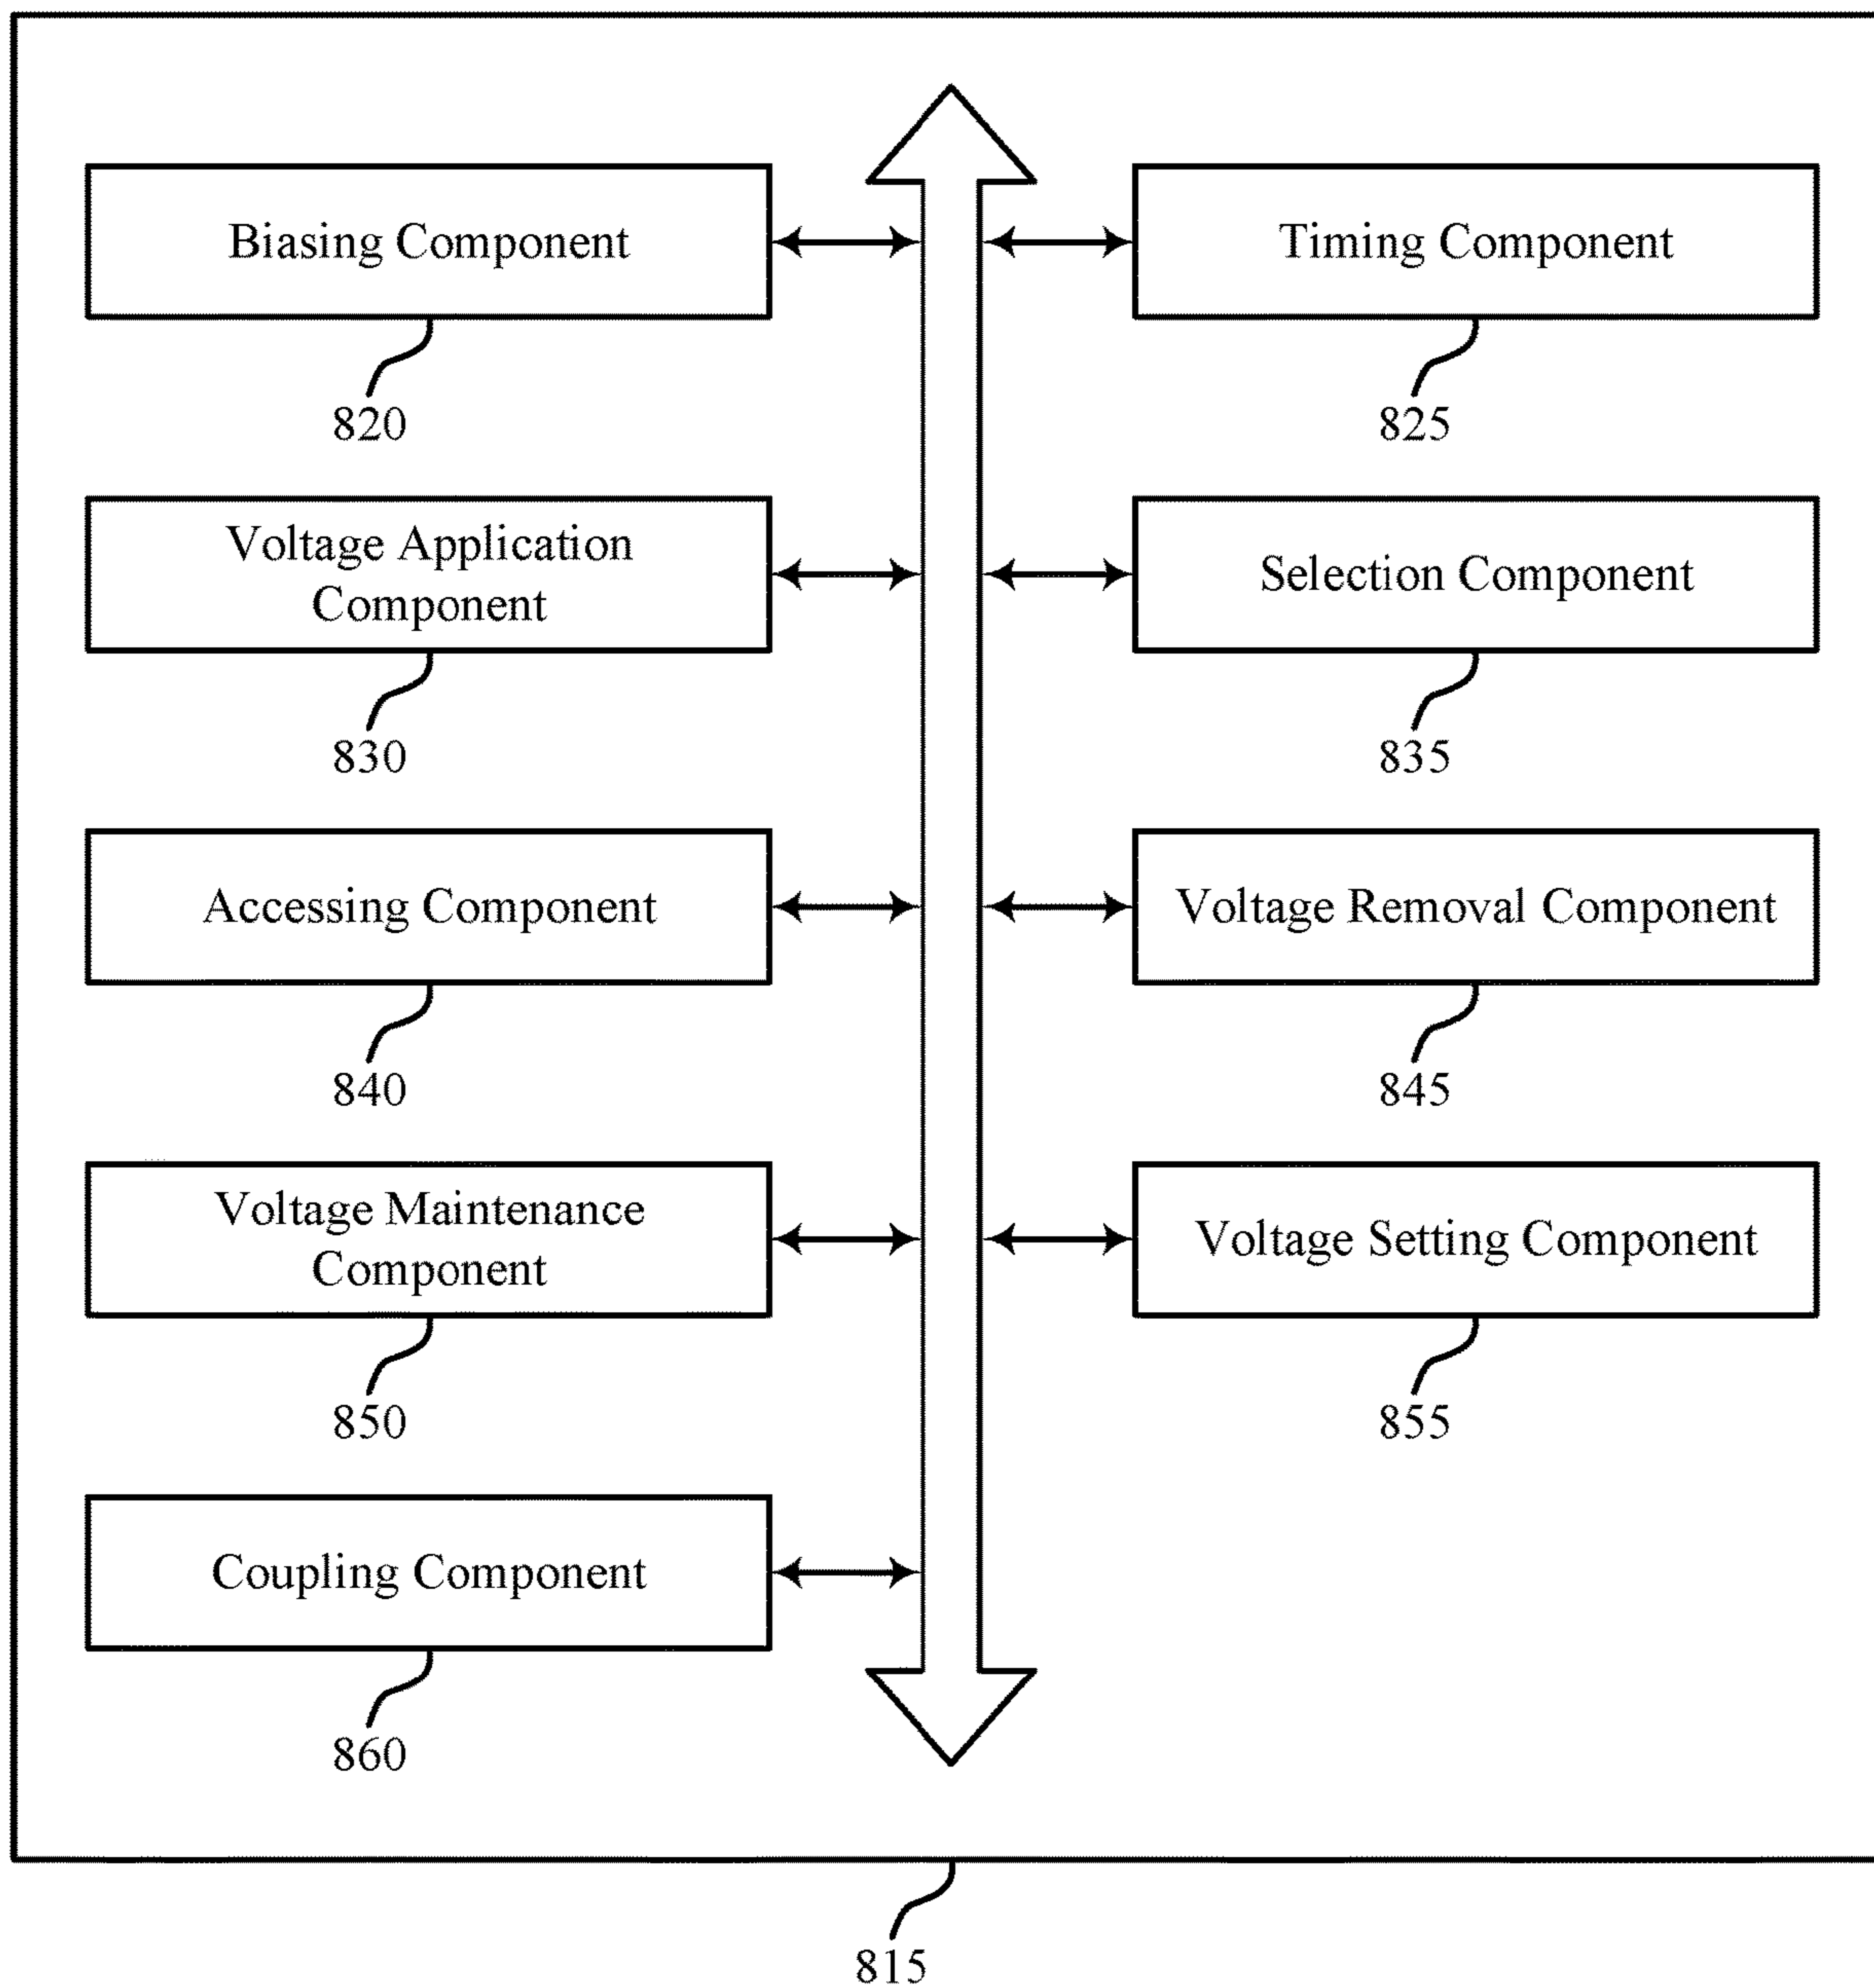 Biasing Component
Timing Component
820
825
Voltage Application
Component
Selection Component
830
835
Accessing Component
Voltage Removal Component
840
845
Voltage Maintenance
Component
Voltage Setting Component
850
855
Coupling Component
860
815